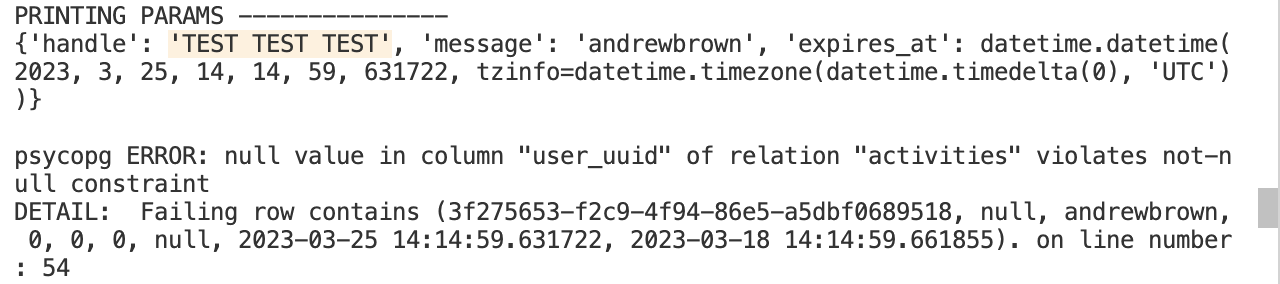 PRINTING PARAMS ---------------
{'handle': 'TEST TEST TEST', 'message': 'andrewbrown', 'expires_at': datetime.datetime(
2023, 3, 25, 14, 14, 59, 631722, tzinfo=datetime.timezone(datetime.timedelta(0), 'UTC')
)}
psycopg ERROR: null value in column "user_uuid" of relation "activities" violates not-n
ull constraint
DETAIL:  Failing row contains (3f275653-f2c9-4f94-86e5-a5dbf0689518, null, andrewbrown,
 0, 0, 0, null, 2023-03-25 14:14:59.631722, 2023-03-18 14:14:59.661855). on line number
: 54